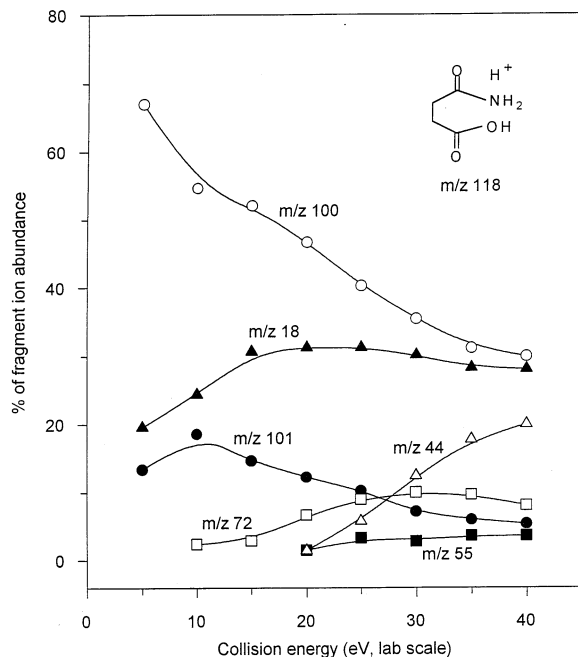 80
60
40
20
0
% of fragment ion abundance
O
H+
NH2
OH
O
m/z 118
m/z 100
m/z 18
m/z 101
m/z 44
m/z 72
m/z 55
0 10 20 30 40
Collision energy (eV, lab scale)